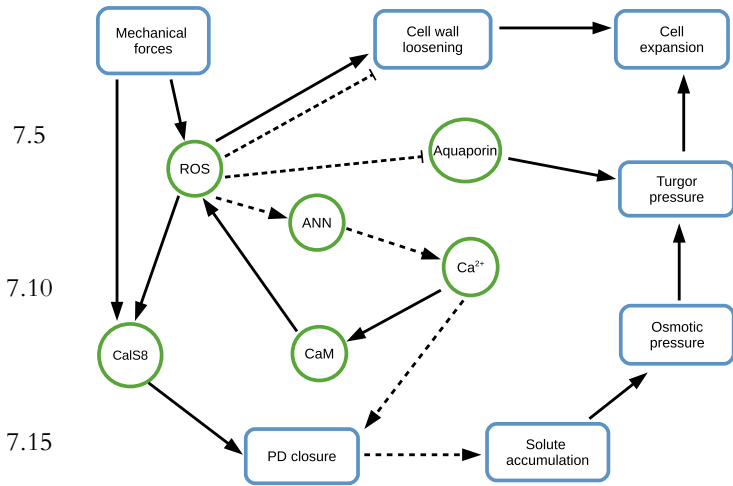 Mechanical
forces
Cell wall
loosening
Cell
expansion
7.5
ROS
Aquaporin
Turgor
pressure
ANN
Ca²⁺
7.10
CalS8
CaM
Osmotic
pressure
7.15
PD closure
Solute
accumulation